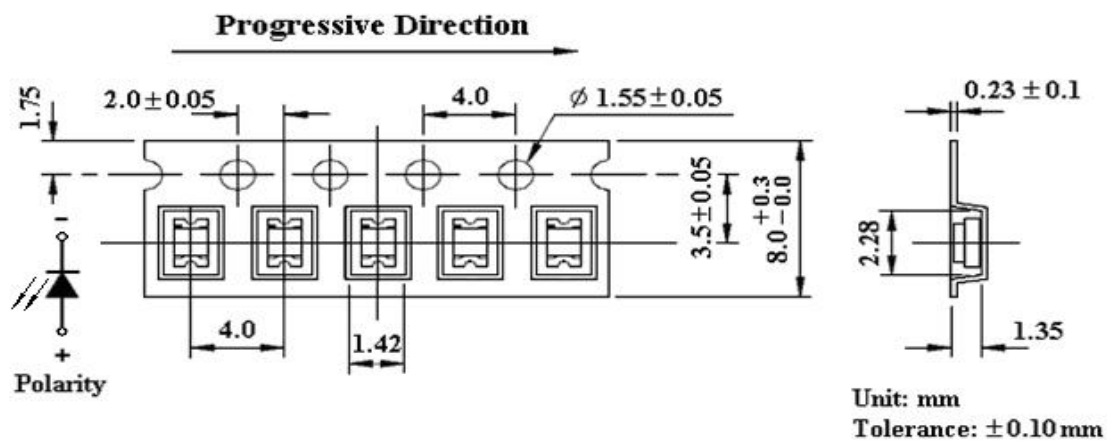 Progressive Direction
1.75
2.0±0.05
4.0
ϕ 1.55±0.05
0.23 ±0.1
3.5±0.05
8.0 +0.3 -0.0
2.28
-
+
Polarity
4.0
1.42
1.35
Unit: mm
Tolerance: ±0.10 mm